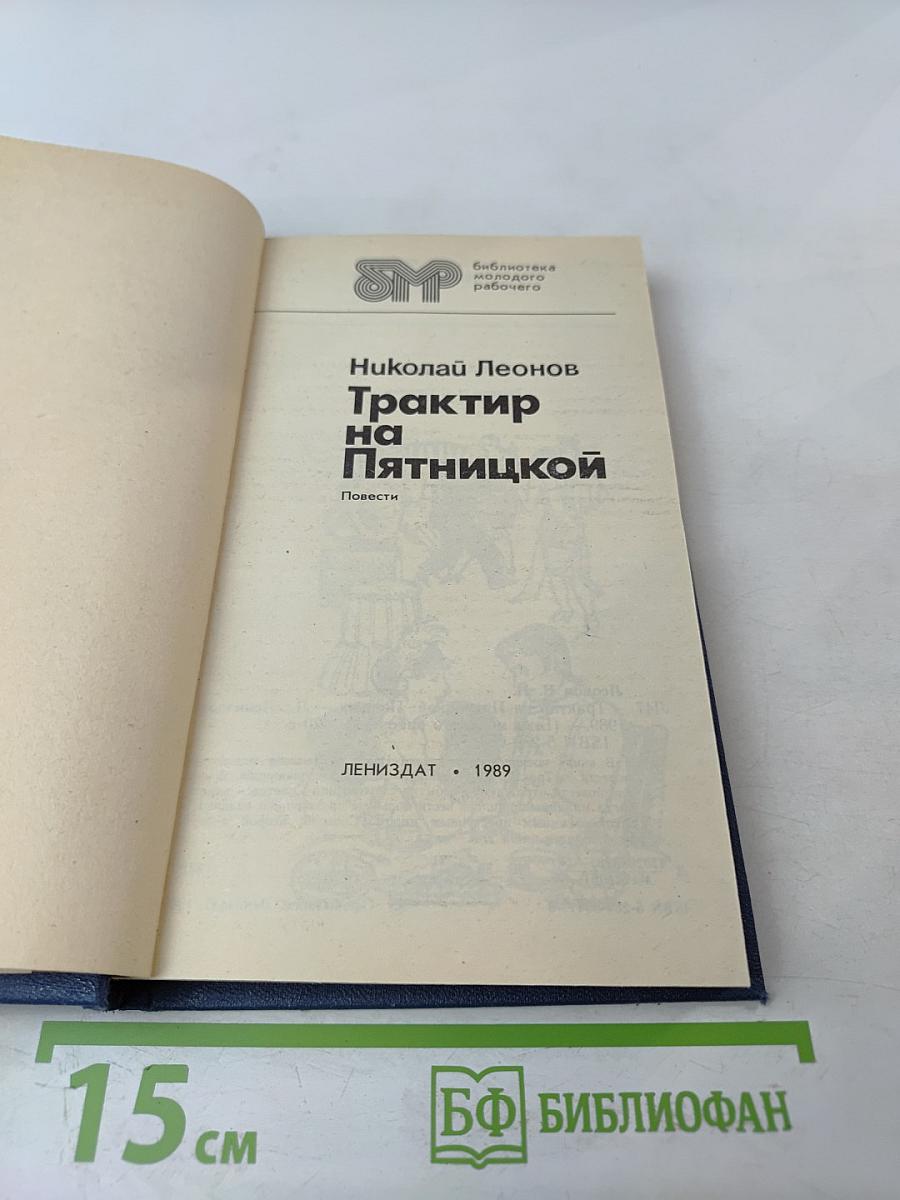 бмр
библиотека
молодого
рабочего
Николай Леонов
Трактир
на
Пятницкой
Повести
ЛЕНИЗДАТ • 1989
15 см
БФ БИБЛИОФАН